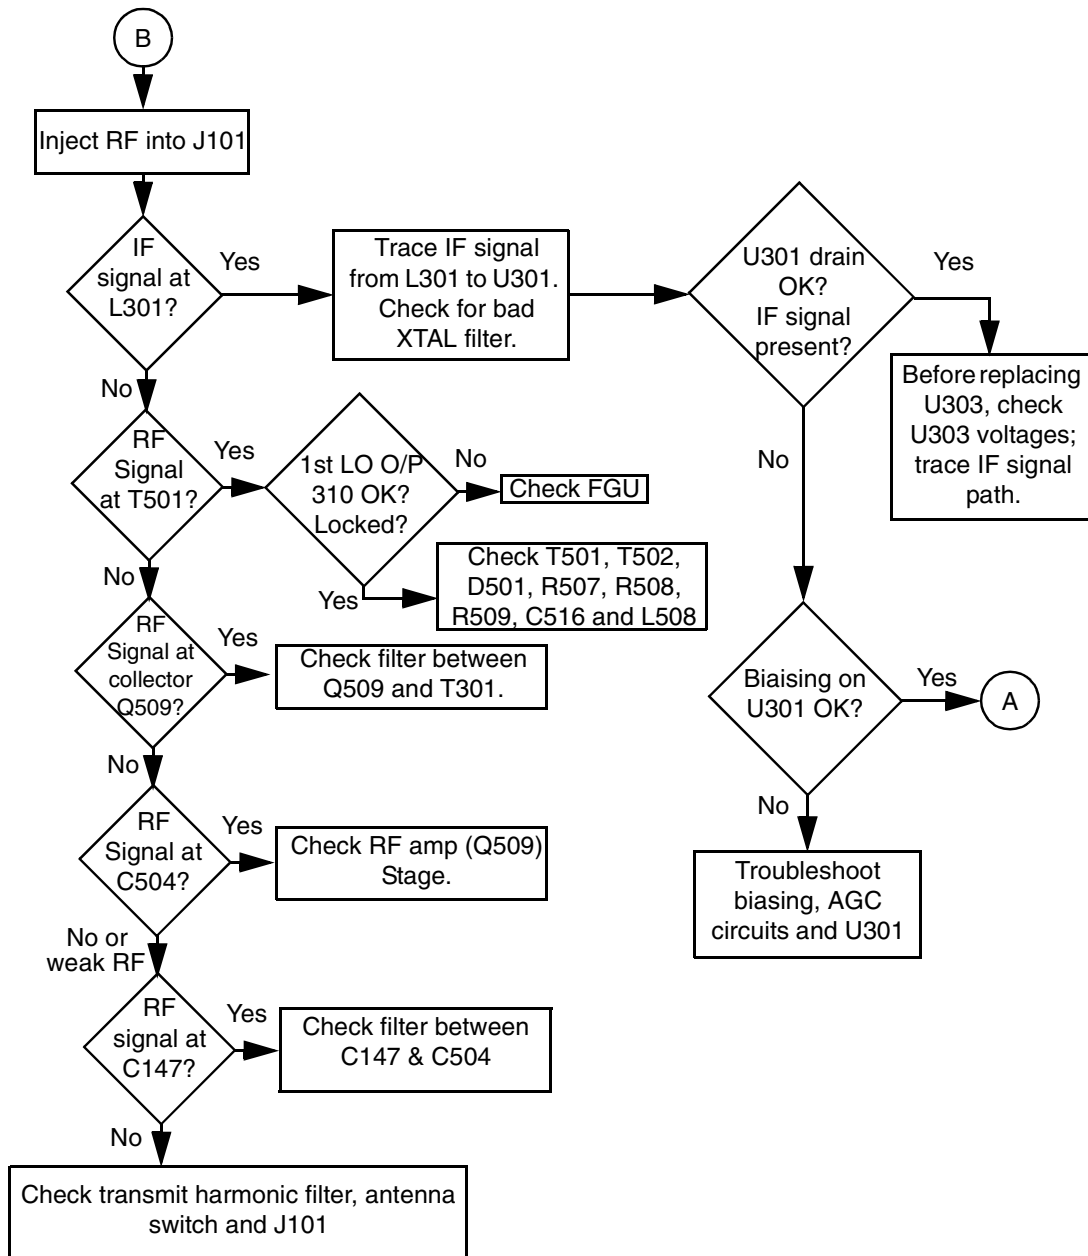 B
Inject RF into J101
IF
signal at
L301?
Yes
Trace IF signal
from L301 to U301.
Check for bad
XTAL filter.
U301 drain
OK?
IF signal
present?
Yes
Before replacing
U303, check
U303 voltages;
trace IF signal
path.
No
No
RF
Signal
at T501?
Yes
1st LO O/P
310 OK?
Locked?
No
Check FGU
Yes
Check T501, T502,
D501, R507, R508,
R509, C516 and L508
No
RF
Signal at
collector
Q509?
Yes
Check filter between
Q509 and T301.
Biaising on
U301 OK?
Yes
A
No
Troubleshoot
biasing, AGC
circuits and U301
No
RF
Signal at
C504?
Yes
Check RF amp (Q509)
Stage.
No or
weak RF
RF
signal at
C147?
Yes
Check filter between
C147 & C504
No
Check transmit harmonic filter, antenna
switch and J101